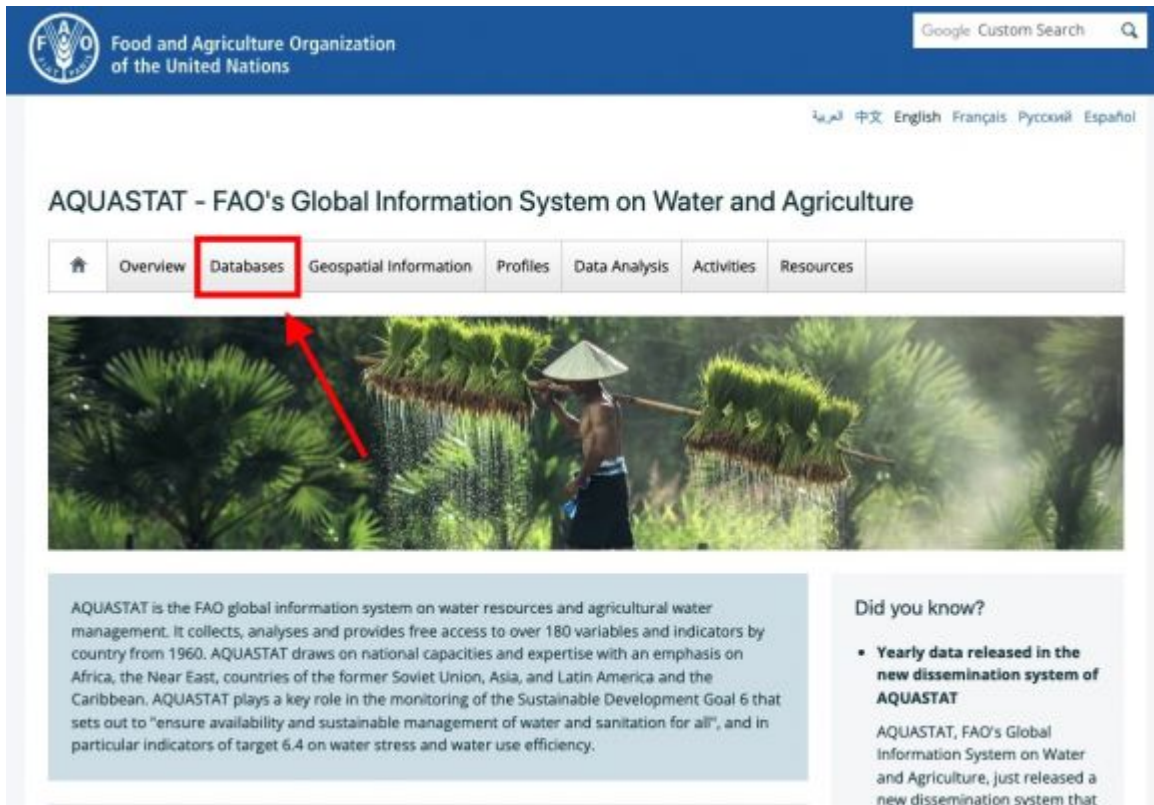 F A O
FIAT PANIS
Food and Agriculture Organization
of the United Nations
Google Custom Search
العربية 中文 English Français Русский Español
AQUASTAT - FAO's Global Information System on Water and Agriculture
Overview Databases Geospatial Information Profiles Data Analysis Activities Resources
AQUASTAT is the FAO global information system on water resources and agricultural water
management. It collects, analyses and provides free access to over 180 variables and indicators by
country from 1960. AQUASTAT draws on national capacities and expertise with an emphasis on
Africa, the Near East, countries of the former Soviet Union, Asia, and Latin America and the
Caribbean. AQUASTAT plays a key role in the monitoring of the Sustainable Development Goal 6 that
sets out to "ensure availability and sustainable management of water and sanitation for all", and in
particular indicators of target 6.4 on water stress and water use efficiency.
Did you know?
• Yearly data released in the
new dissemination system of
AQUASTAT
AQUASTAT, FAO's Global
Information System on Water
and Agriculture, just released a
new dissemination system that